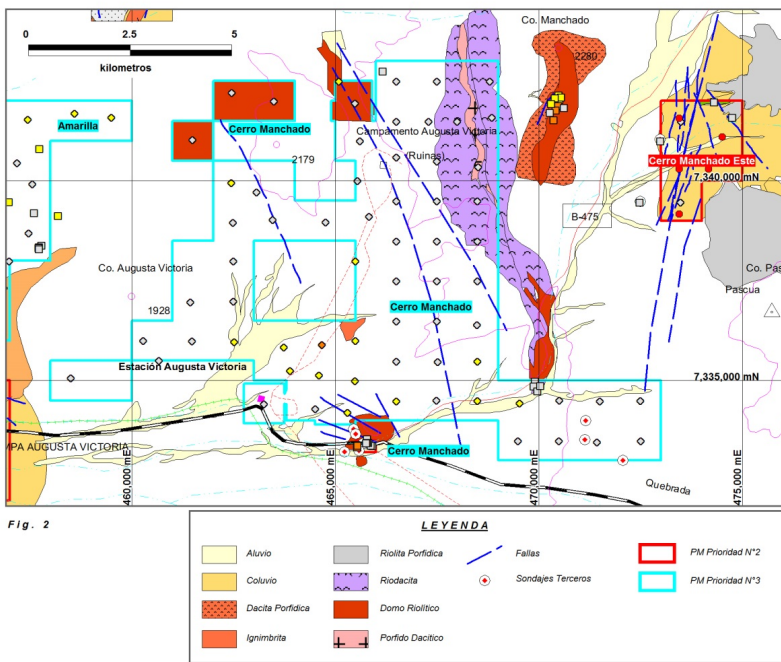 0 2.5 5
kilometros
Co. Manchado
2280
Amarilla
Cerro Manchado
Campamento Augusta Victoria
(Ruinas)
2179
Cerro Manchado Este
7,340,000 mN
B-475
Co. Augusta Victoria
Co. Pas
Pascua
1928
Cerro Manchado
Estación Augusta Victoria
7,335,000 mN
MPA AUGUSTA VICTORIA
Cerro Manchado
460,000 mE
465,000 mE
470,000 mE
475,000 mE
Quebrada
Fig. 2
LEYENDA
Aluvio
Riolita Porfidica
Fallas
PM Prioridad N°2
Coluvio
Riodacita
Sondajes Terceros
PM Prioridad N°3
Dacita Porfidica
Domo Riolítico
Ignimbrita
Porfido Dacitico